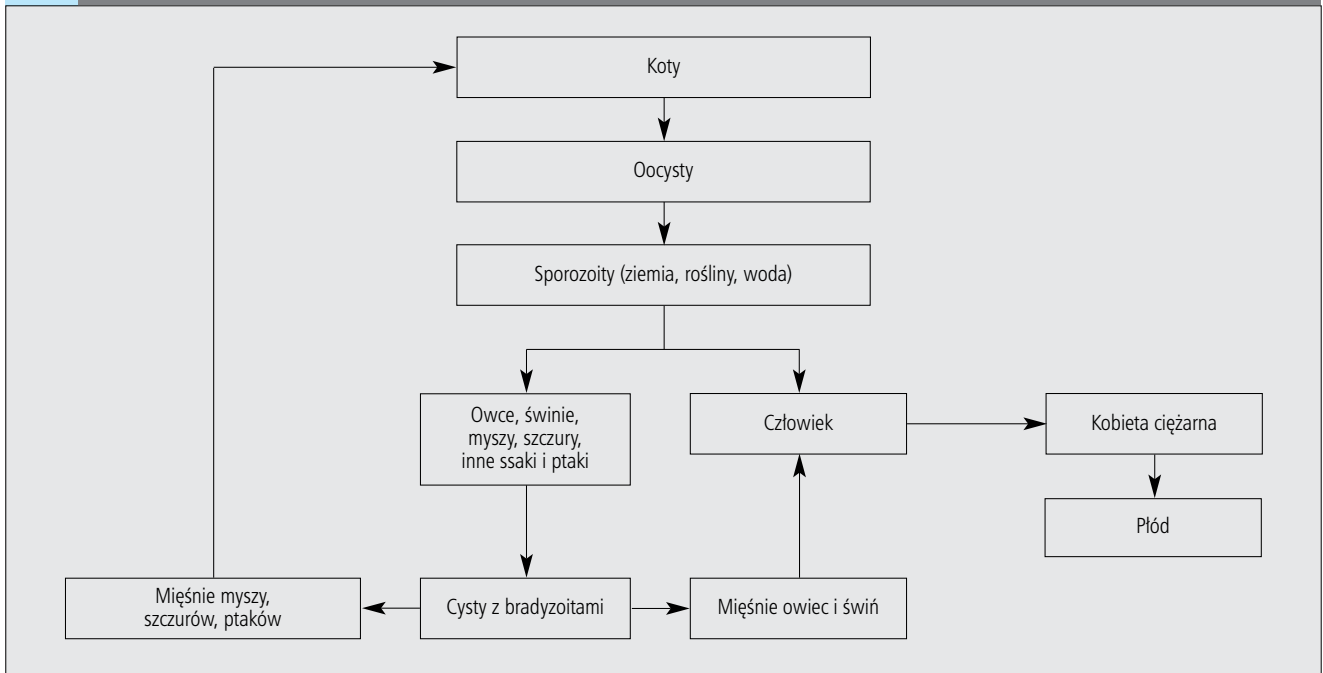 Koty
Oocysty
Sporozoity (ziemia, rośliny, woda)
Owce, świnie,
myszy, szczury,
inne ssaki i ptaki
Człowiek
Kobieta ciężarna
Płód
Mięśnie myszy,
szczurów, ptaków
Cysty z bradyzoitami
Mięśnie owiec i świń